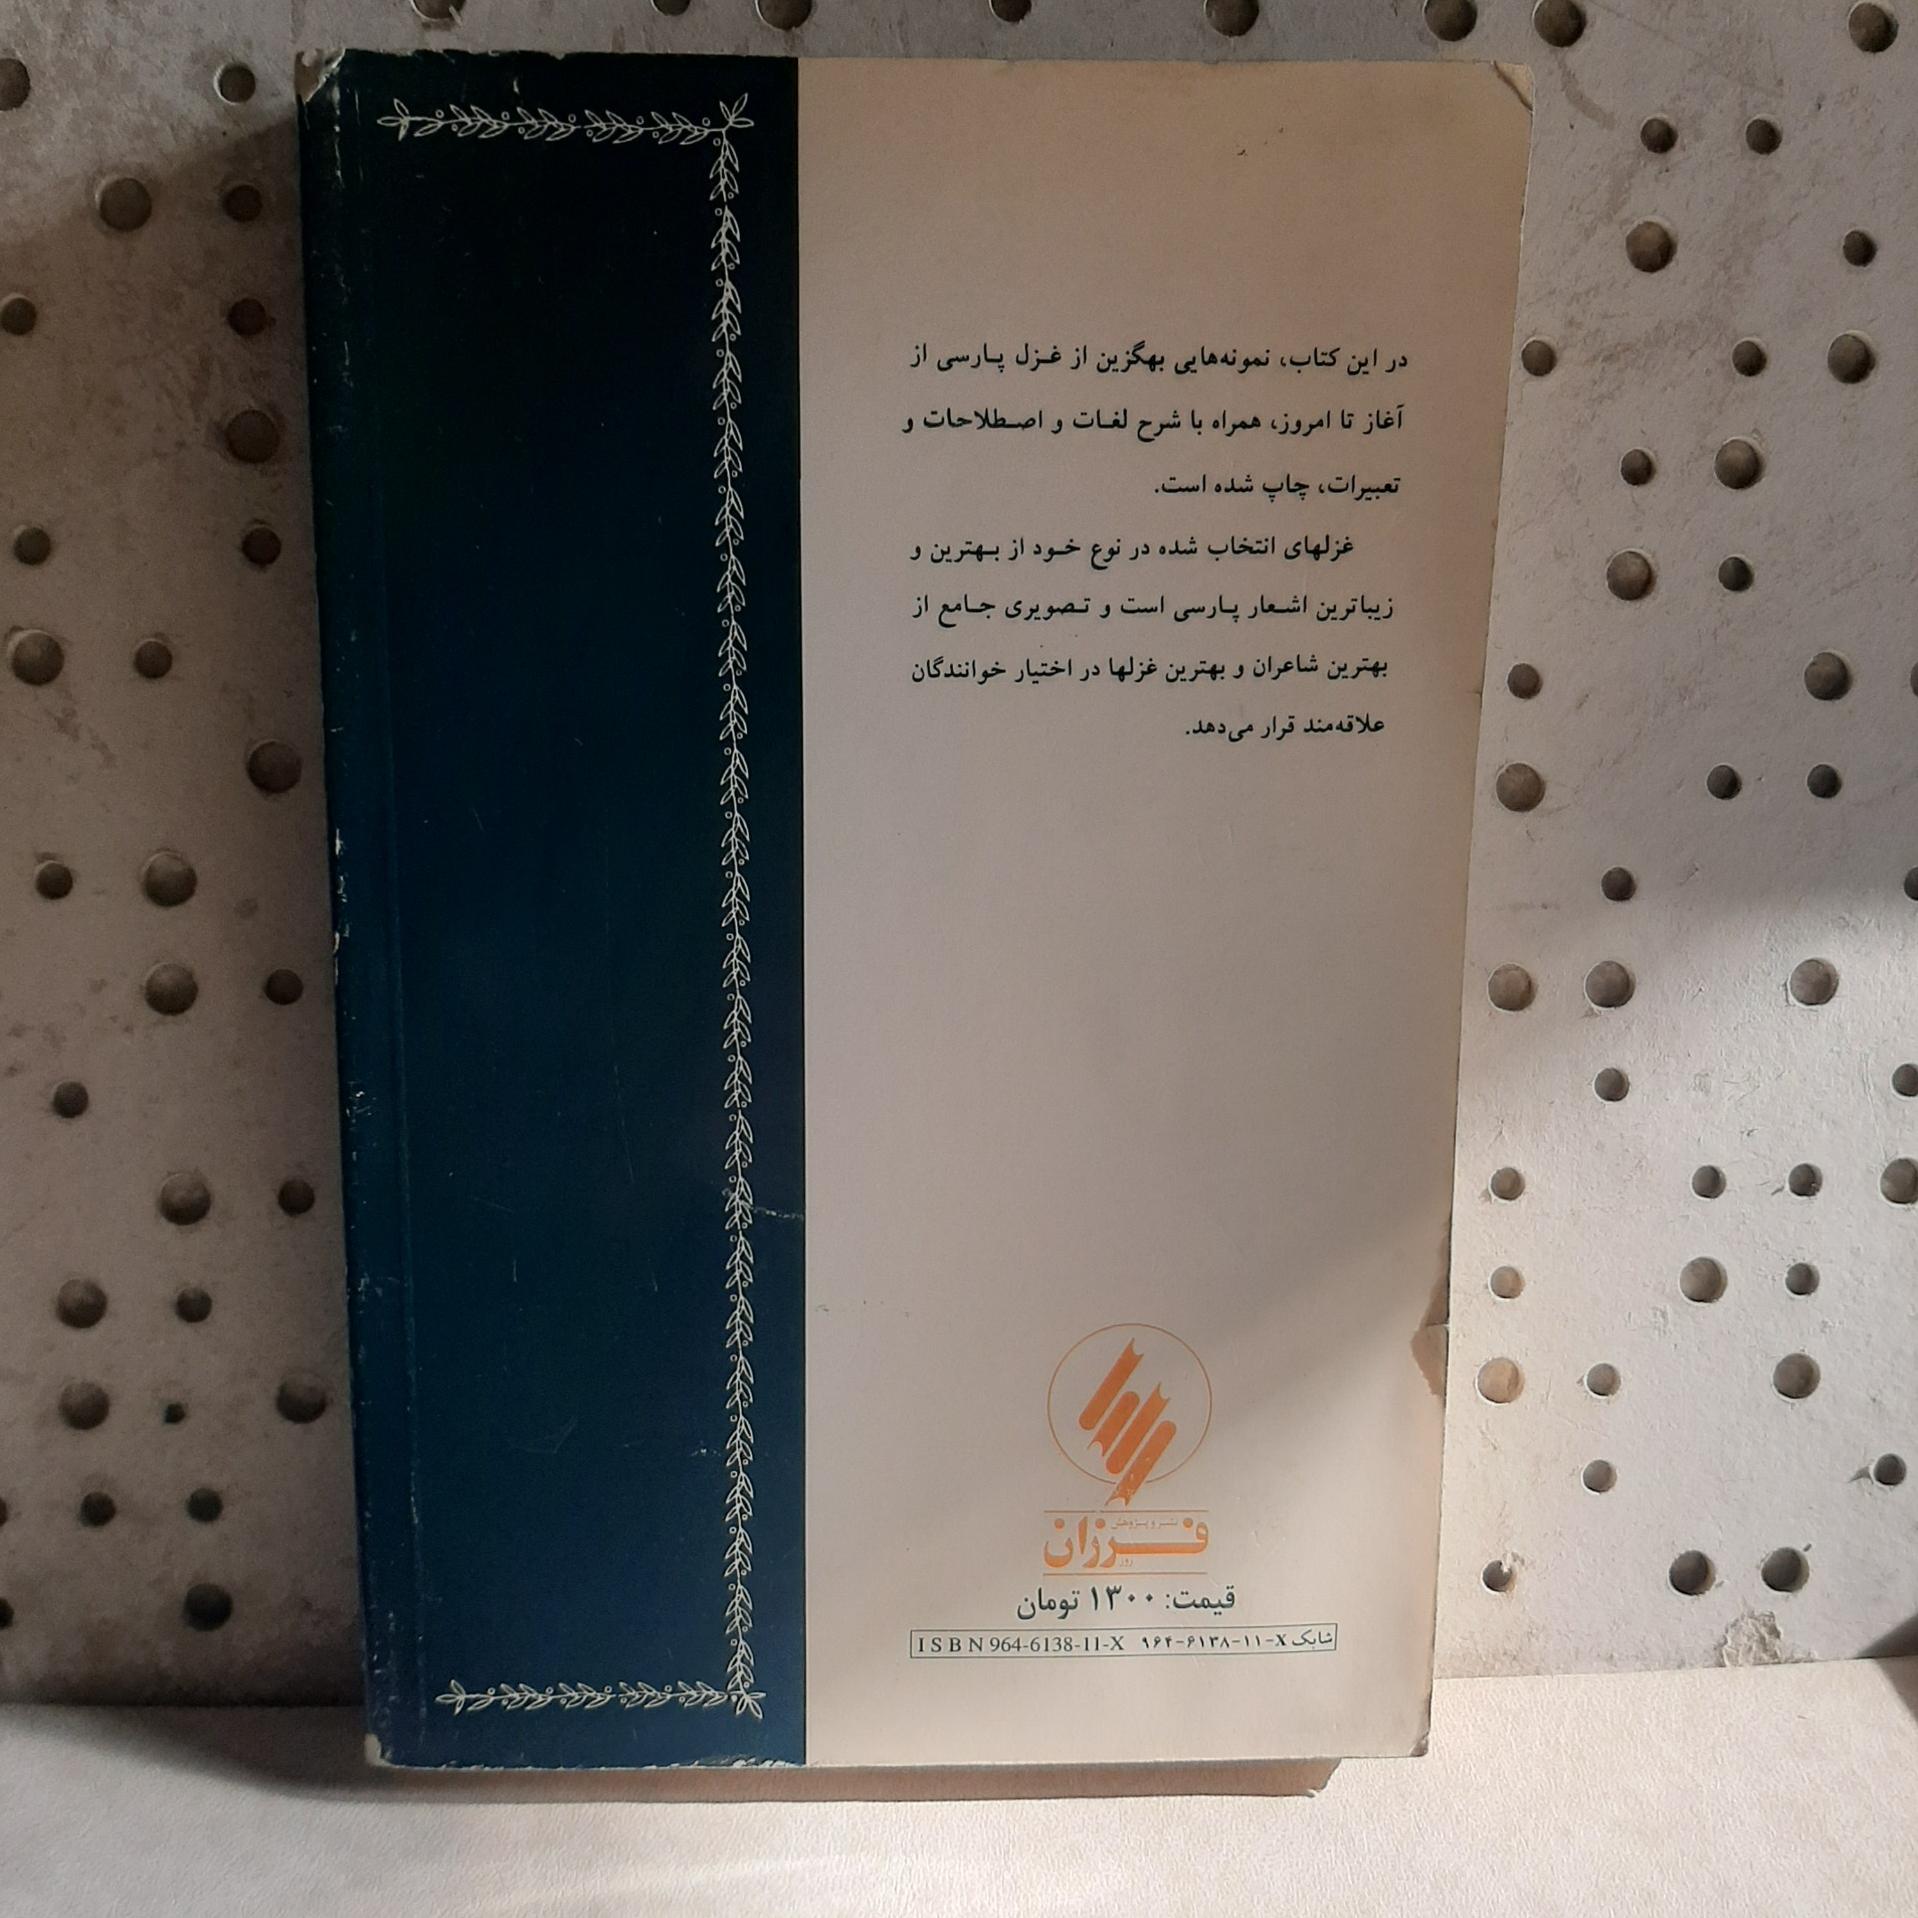 در این کتاب، نمونه‌هایی بهگزین از غزل پارسی از
آغاز تا امروز، همراه با شرح لغات و اصطلاحات و
تعبیرات، چاپ شده است.
غزلهای انتخاب شده در نوع خود از بهترین و
زیباترین اشعار پارسی است و تصویری جامع از
بهترین شاعران و بهترین غزلها در اختیار خوانندگان
علاقه‌مند قرار می‌دهد.
نشر و پژوهش
فرزان
روز
قیمت: ۱۳۰۰ تومان
شابک ۹۶۴-۶۱۳۸-۱۱-X ISBN 964-6138-11-X